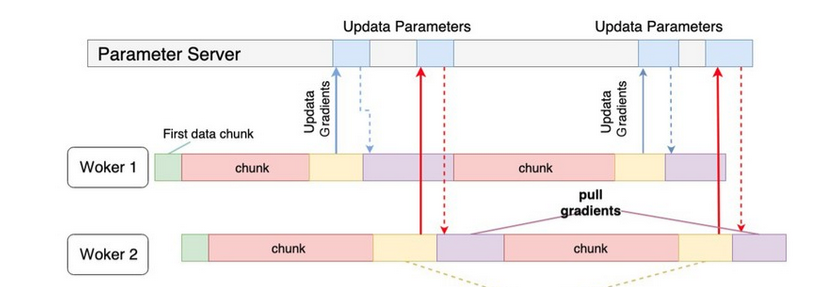 Updata Parameters
Updata Parameters
Parameter Server
Updata
Gradients
Updata
Gradients
First data chunk
Woker 1
chunk
chunk
pull
gradients
Woker 2
chunk
chunk